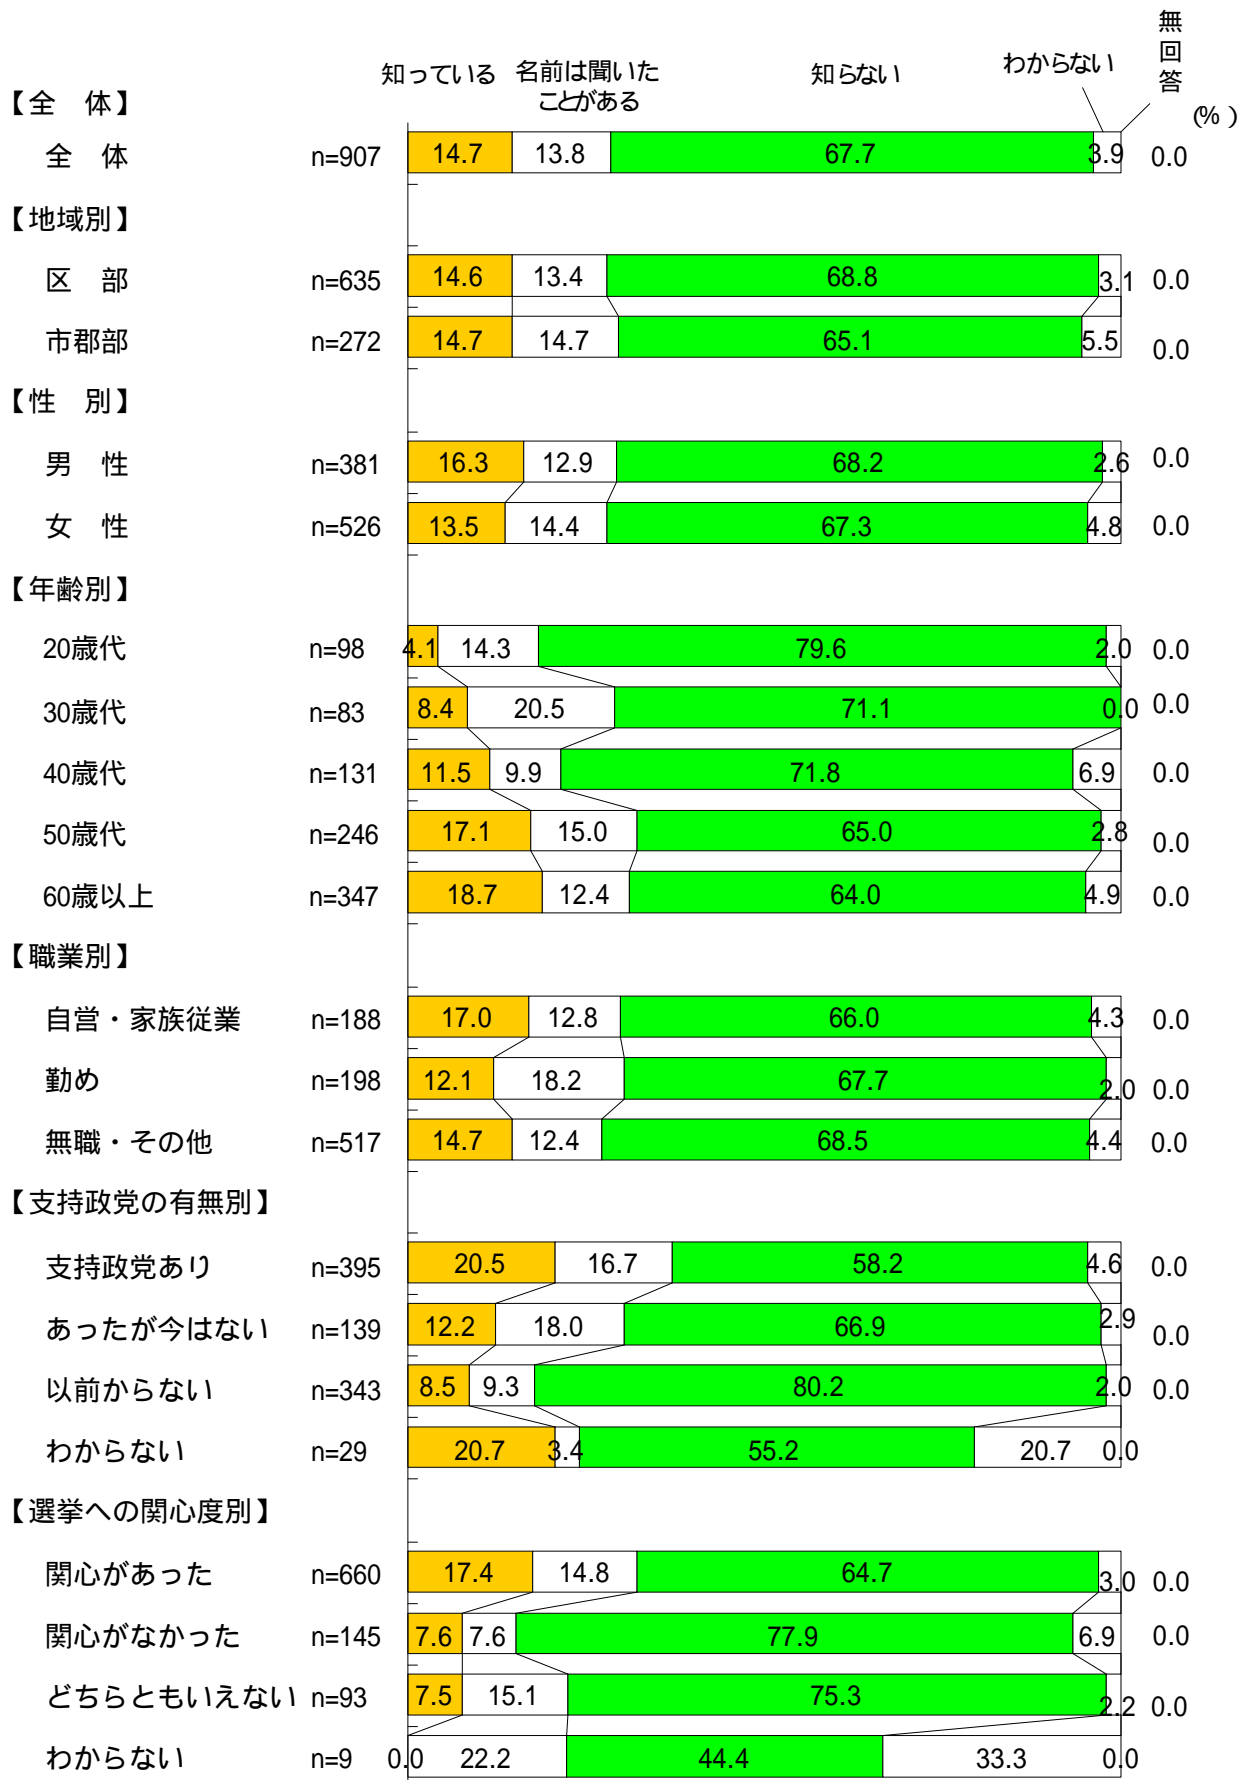 無回答
知っている 名前は聞いた 知らない わからない
ことがある
(%)
【全 体】
全 体 n=907 14.7 13.8 67.7 3.9 0.0
【地域別】
区 部 n=635 14.6 13.4 68.8 3.1 0.0
市郡部 n=272 14.7 14.7 65.1 5.5 0.0
【性 別】
男 性 n=381 16.3 12.9 68.2 2.6 0.0
女 性 n=526 13.5 14.4 67.3 4.8 0.0
【年齢別】
20歳代 n=98 4.1 14.3 79.6 2.0 0.0
30歳代 n=83 8.4 20.5 71.1 0.0 0.0
40歳代 n=131 11.5 9.9 71.8 6.9 0.0
50歳代 n=246 17.1 15.0 65.0 2.8 0.0
60歳以上 n=347 18.7 12.4 64.0 4.9 0.0
【職業別】
自営・家族従業 n=188 17.0 12.8 66.0 4.3 0.0
勤め n=198 12.1 18.2 67.7 2.0 0.0
無職・その他 n=517 14.7 12.4 68.5 4.4 0.0
【支持政党の有無別】
支持政党あり n=395 20.5 16.7 58.2 4.6 0.0
あったが今はない n=139 12.2 18.0 66.9 2.9 0.0
以前からない n=343 8.5 9.3 80.2 2.0 0.0
わからない n=29 20.7 3.4 55.2 20.7 0.0
【選挙への関心度別】
関心があった n=660 17.4 14.8 64.7 3.0 0.0
関心がなかった n=145 7.6 7.6 77.9 6.9 0.0
どちらともいえない n=93 7.5 15.1 75.3 2.2 0.0
わからない n=9 0.0 22.2 44.4 33.3 0.0